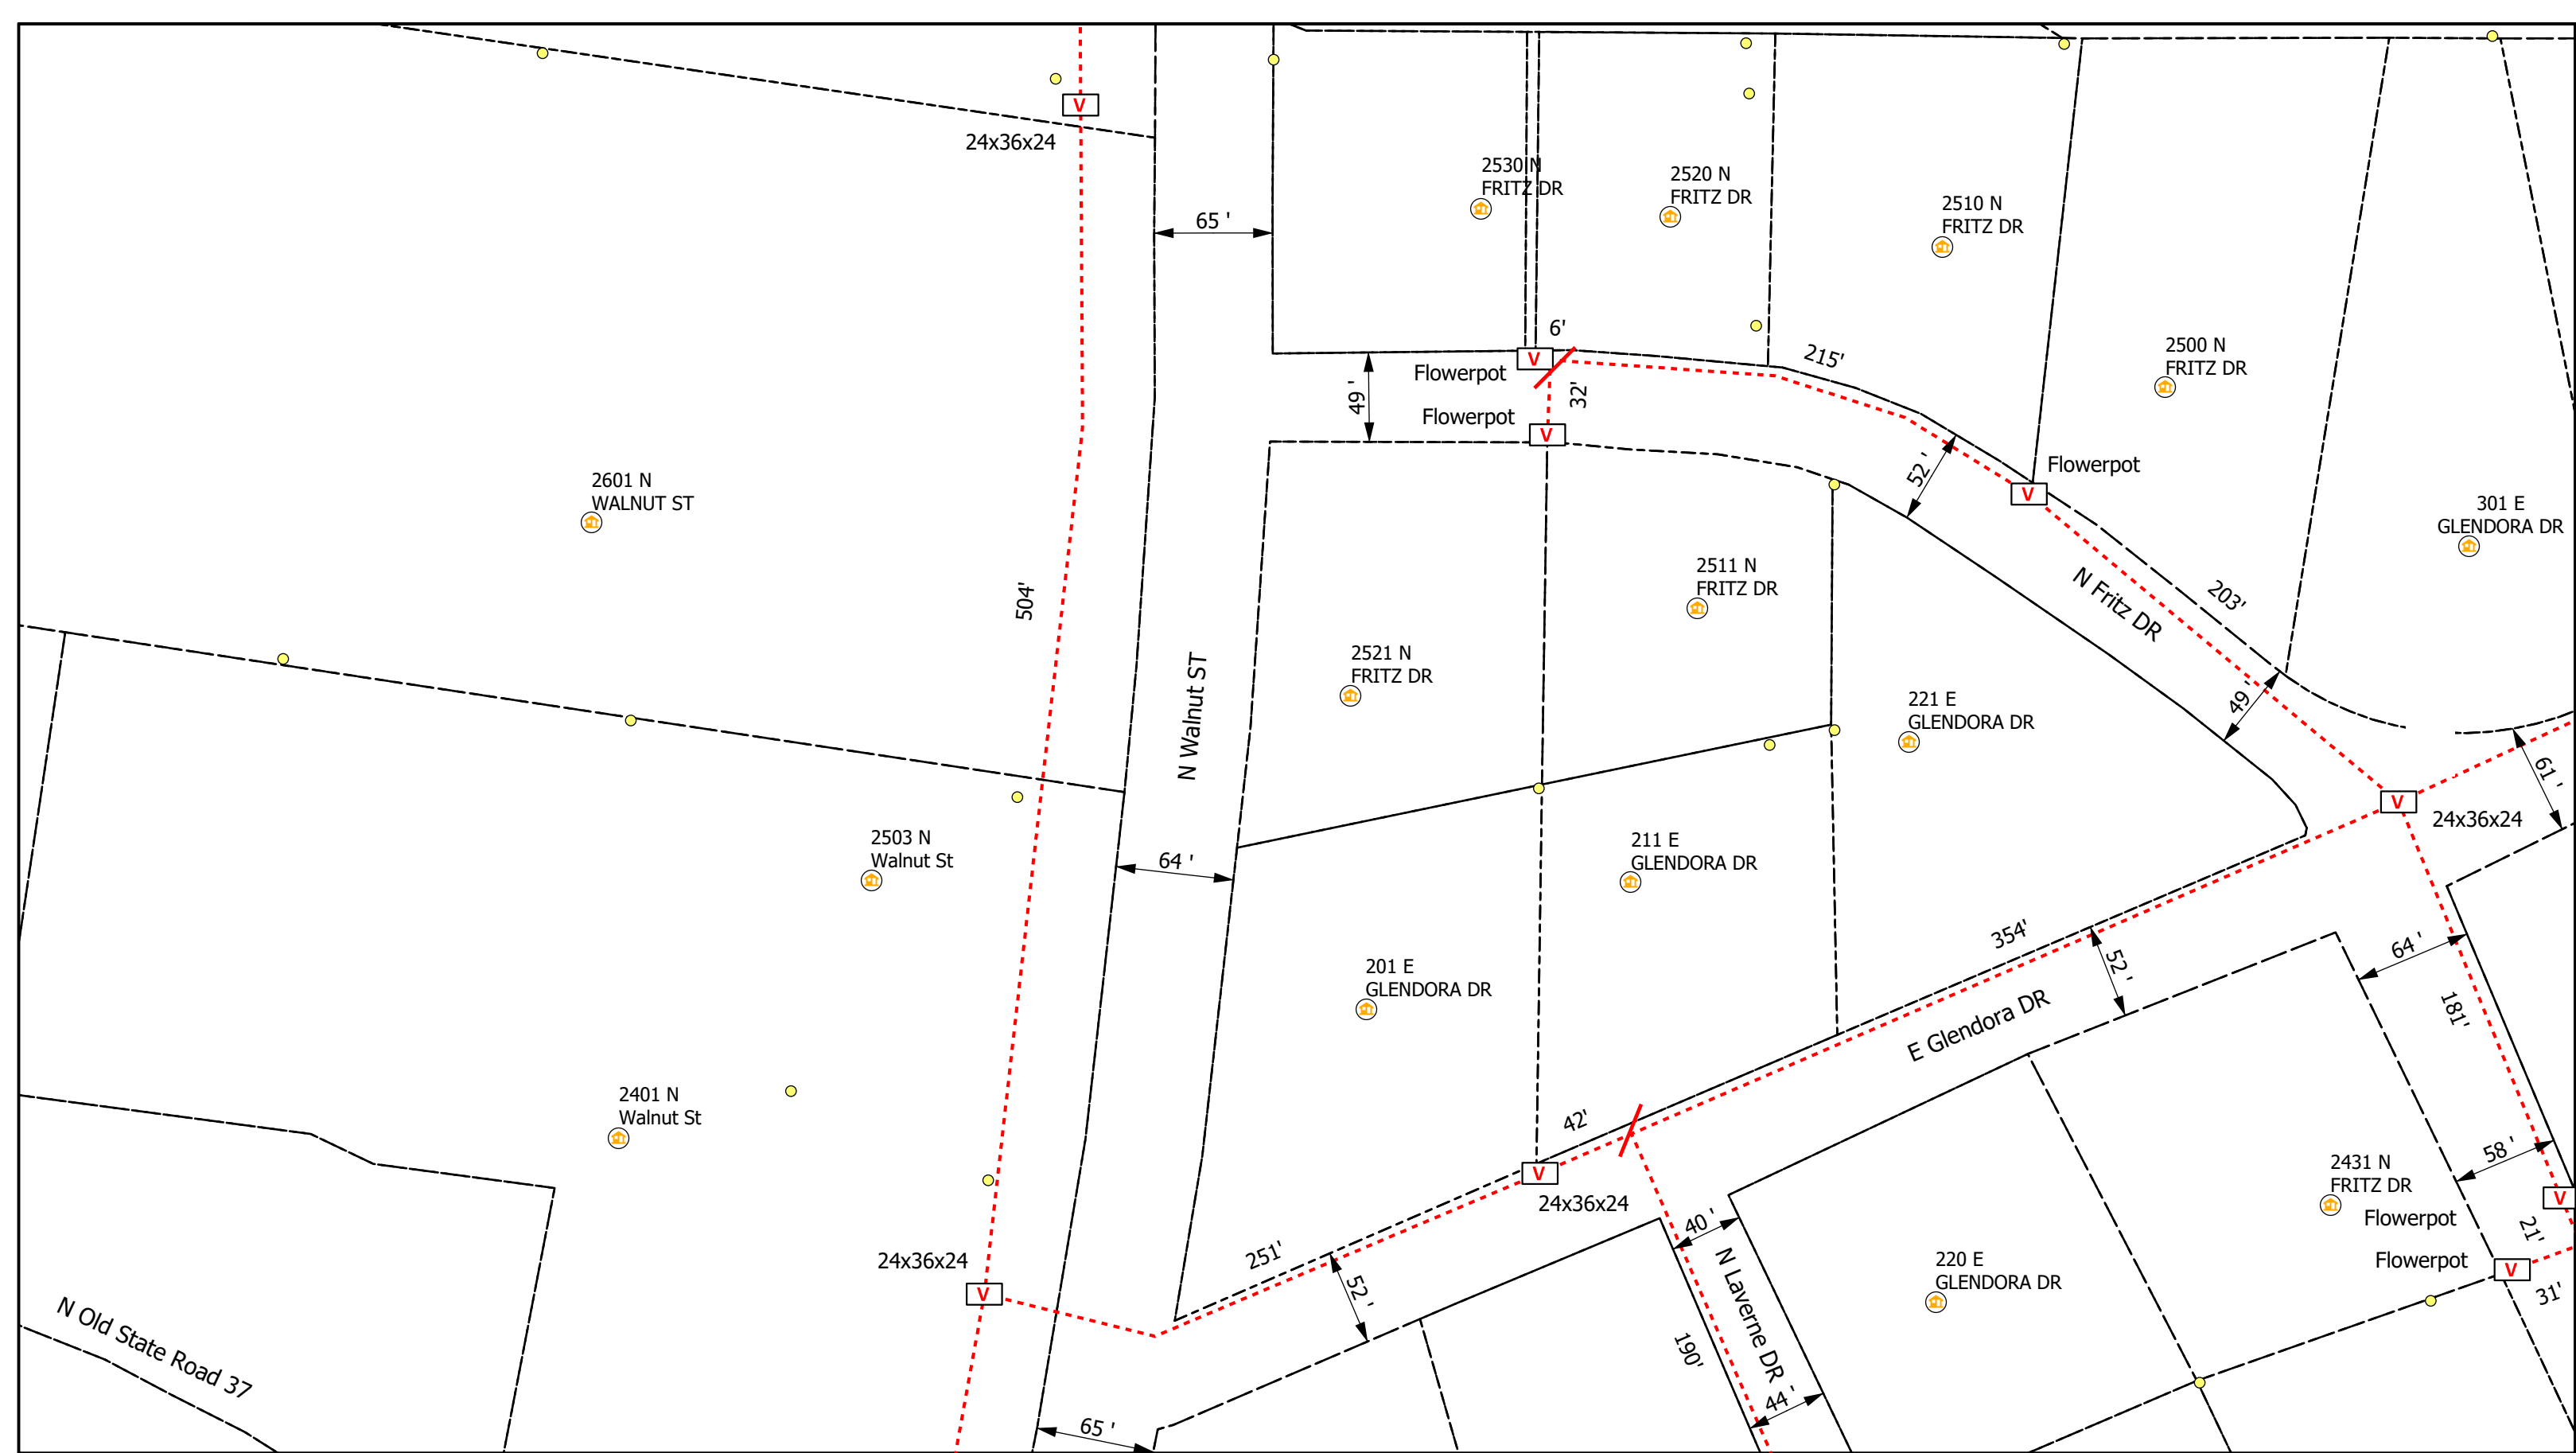 V
24x36x24
65 '
2530 N
FRITZ DR
2520 N
FRITZ DR
2510 N
FRITZ DR
6'
V
Flowerpot
49 '
32'
Flowerpot
V
215'
52 '
Flowerpot
V
2500 N
FRITZ DR
301 E
GLENDORA DR
2601 N
WALNUT ST
504'
N Walnut ST
2511 N
FRITZ DR
2521 N
FRITZ DR
N Fritz DR
203'
49 '
221 E
GLENDORA DR
61 '
V
24x36x24
2503 N
Walnut St
64 '
211 E
GLENDORA DR
201 E
GLENDORA DR
354'
52 '
64 '
E Glendora DR
181'
2401 N
Walnut St
42'
V
24x36x24
58 '
2431 N
FRITZ DR
V
Flowerpot
21'
Flowerpot
V
31'
40 '
N Laverne DR
190'
44 '
220 E
GLENDORA DR
251'
52 '
24x36x24
V
N Old State Road 37
65 '